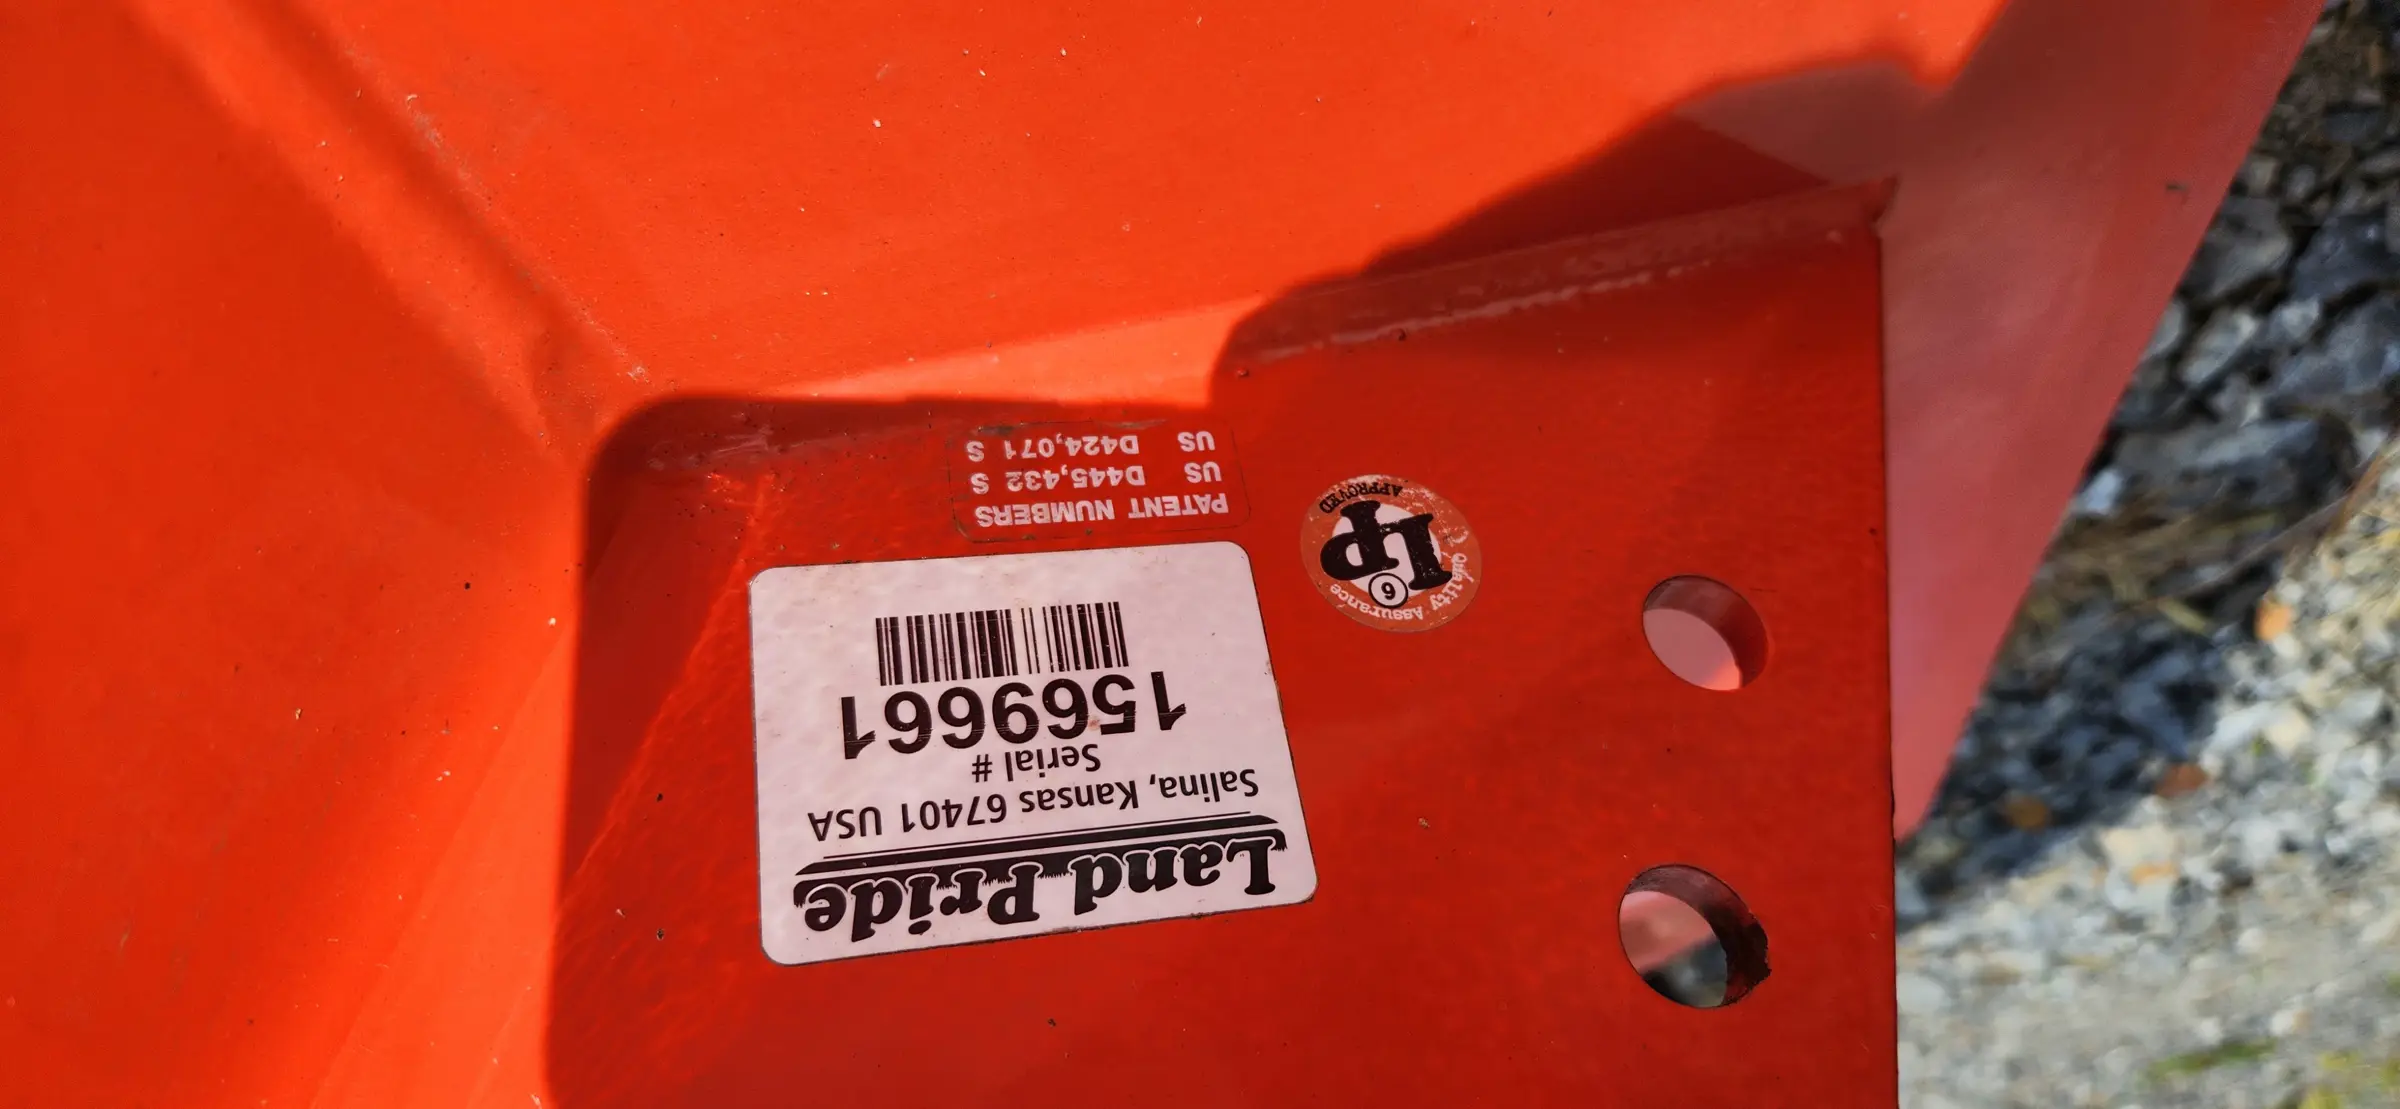 Land Pride
Salina, Kansas 67401 USA
Serial #
1569661
PATENT NUMBERS
US D445,432 S
US D424,071 S
Quality Assurance
6
LP
APPROVED